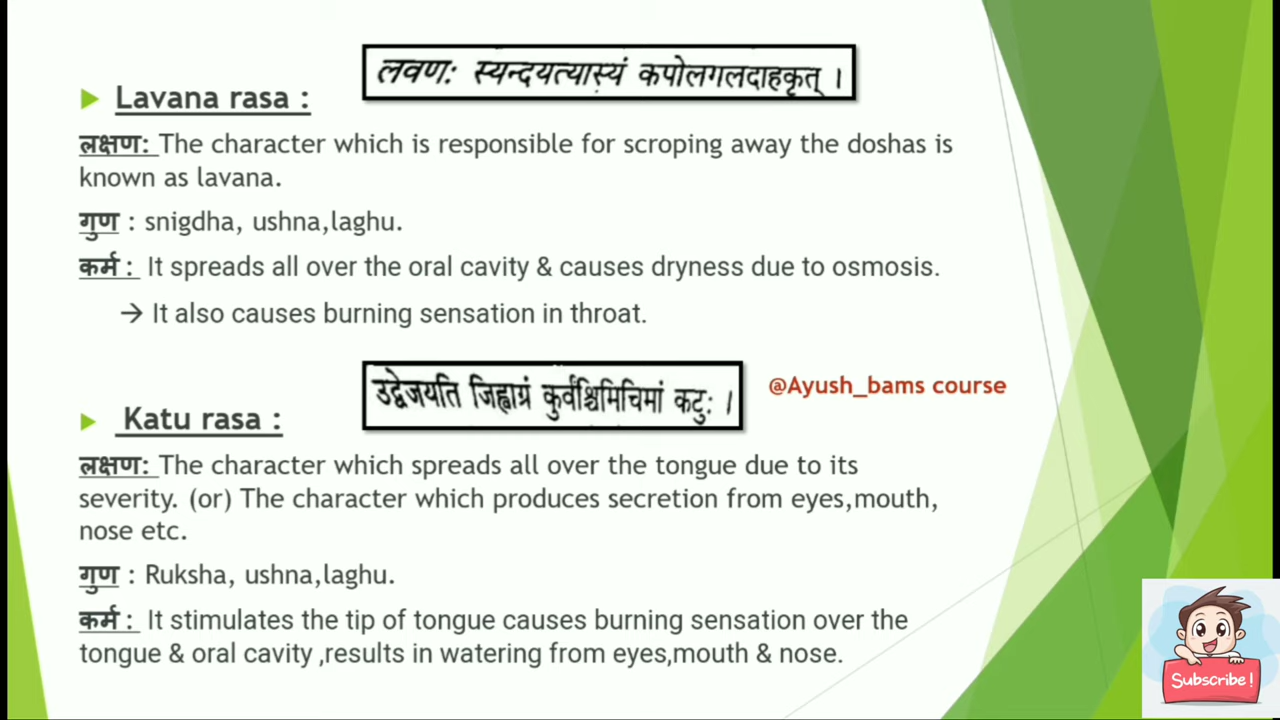 लवण: स्यन्दयत्यास्यं कपोलगलदाहकृत् ।
Lavana rasa :
लक्षण: The character which is responsible for scroping away the doshas is
known as lavana.
गुण : snigdha, ushna,laghu.
कर्म : It spreads all over the oral cavity & causes dryness due to osmosis.
→ It also causes burning sensation in throat.
उद्वेजयति जिह्वाग्रं कुर्वंश्चिमिचिमां कटुः ।
@Ayush_bams course
Katu rasa :
लक्षण: The character which spreads all over the tongue due to its
severity. (or) The character which produces secretion from eyes,mouth,
nose etc.
गुण : Ruksha, ushna,laghu.
कर्म : It stimulates the tip of tongue causes burning sensation over the
tongue & oral cavity ,results in watering from eyes,mouth & nose.
Subscribe!